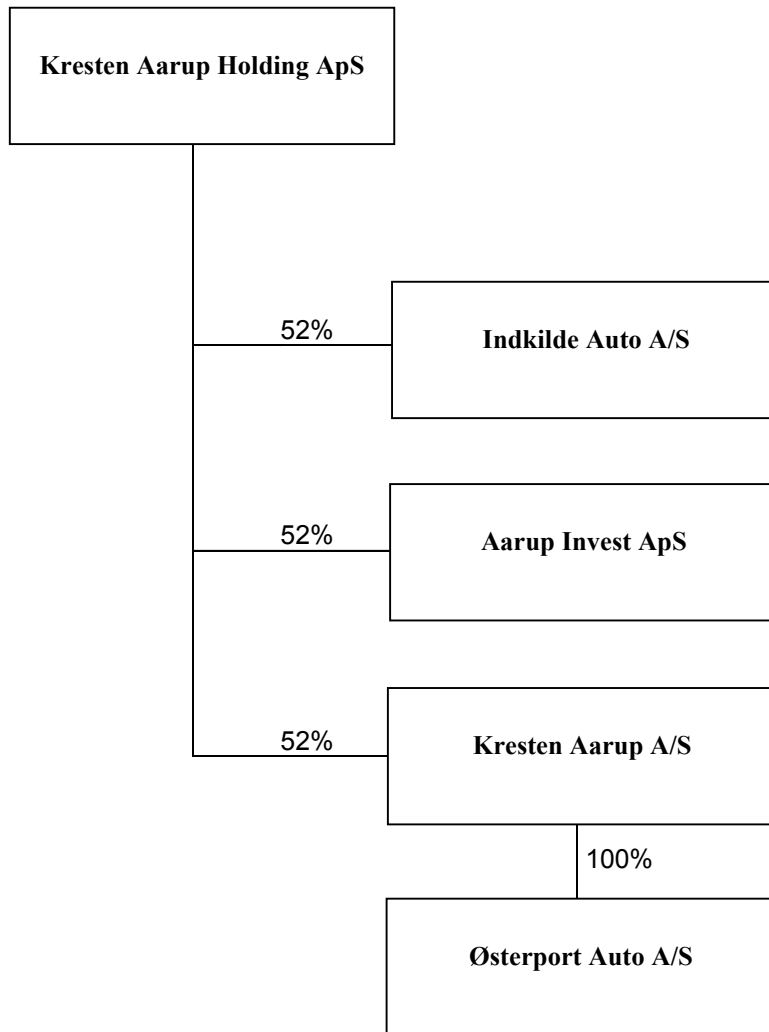 Kresten Aarup Holding ApS
52%
Indkilde Auto A/S
52%
Aarup Invest ApS
52%
Kresten Aarup A/S
100%
Østerport Auto A/S